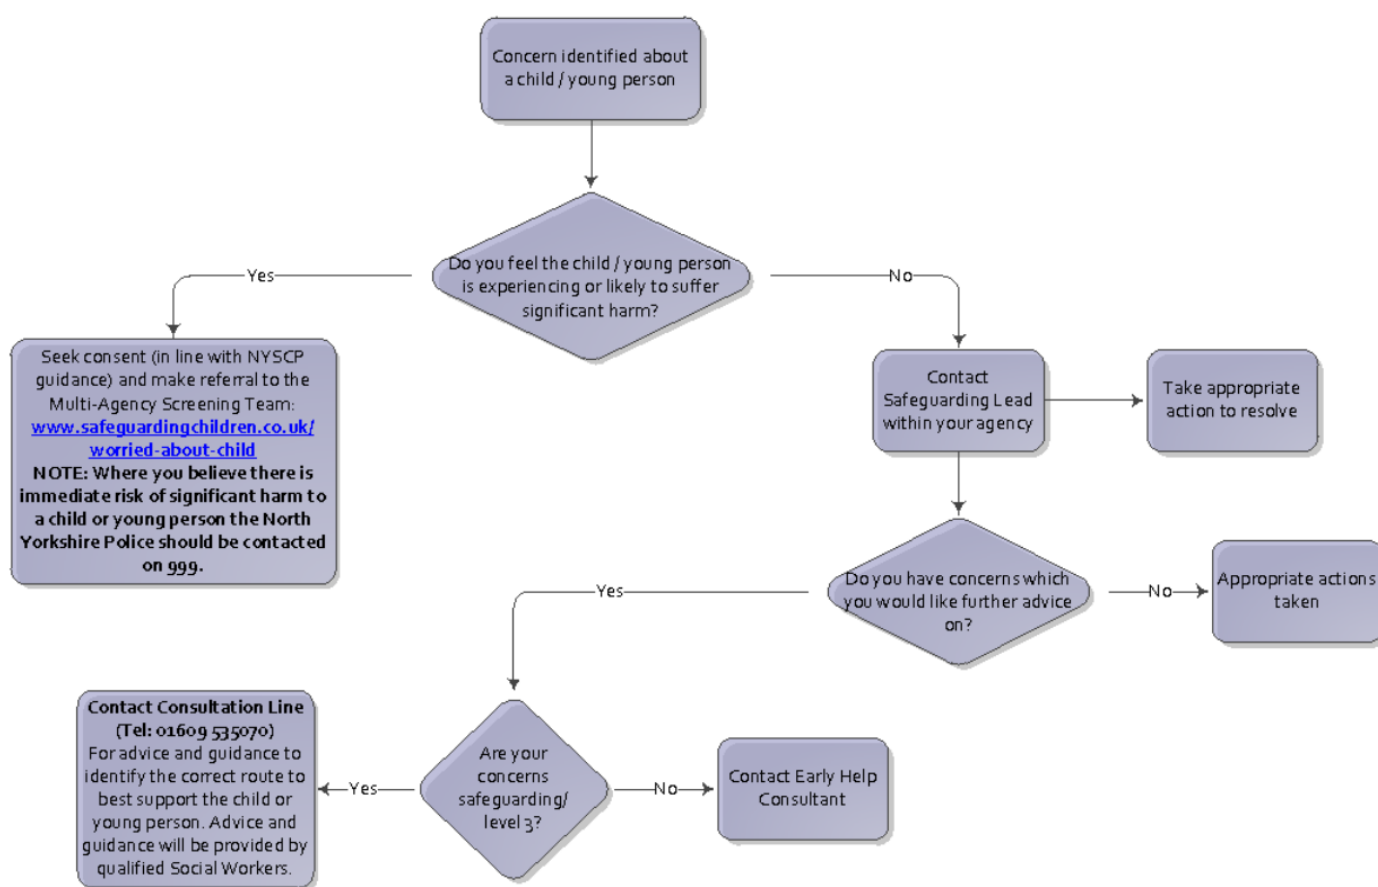 Concern identified about
a child / young person
Do you feel the child / young person
is experiencing or likely to suffer
significant harm?
Yes
No
Seek consent (in line with NYSCP
guidance) and make referral to the
Multi-Agency Screening Team:
www.safeguardingchildren.co.uk/
worried-about-child
NOTE: Where you believe there is
immediate risk of significant harm to
a child or young person the North
Yorkshire Police should be contacted
on 999.
Contact
Safeguarding Lead
within your agency
Take appropriate
action to resolve
Do you have concerns which
you would like further advice
on?
Yes
No
Appropriate actions
taken
Are your
concerns
safeguarding/
level 3?
Yes
No
Contact Consultation Line
(Tel: 01609 535070)
For advice and guidance to
identify the correct route to
best support the child or
young person. Advice and
guidance will be provided by
qualified Social Workers.
Contact Early Help
Consultant